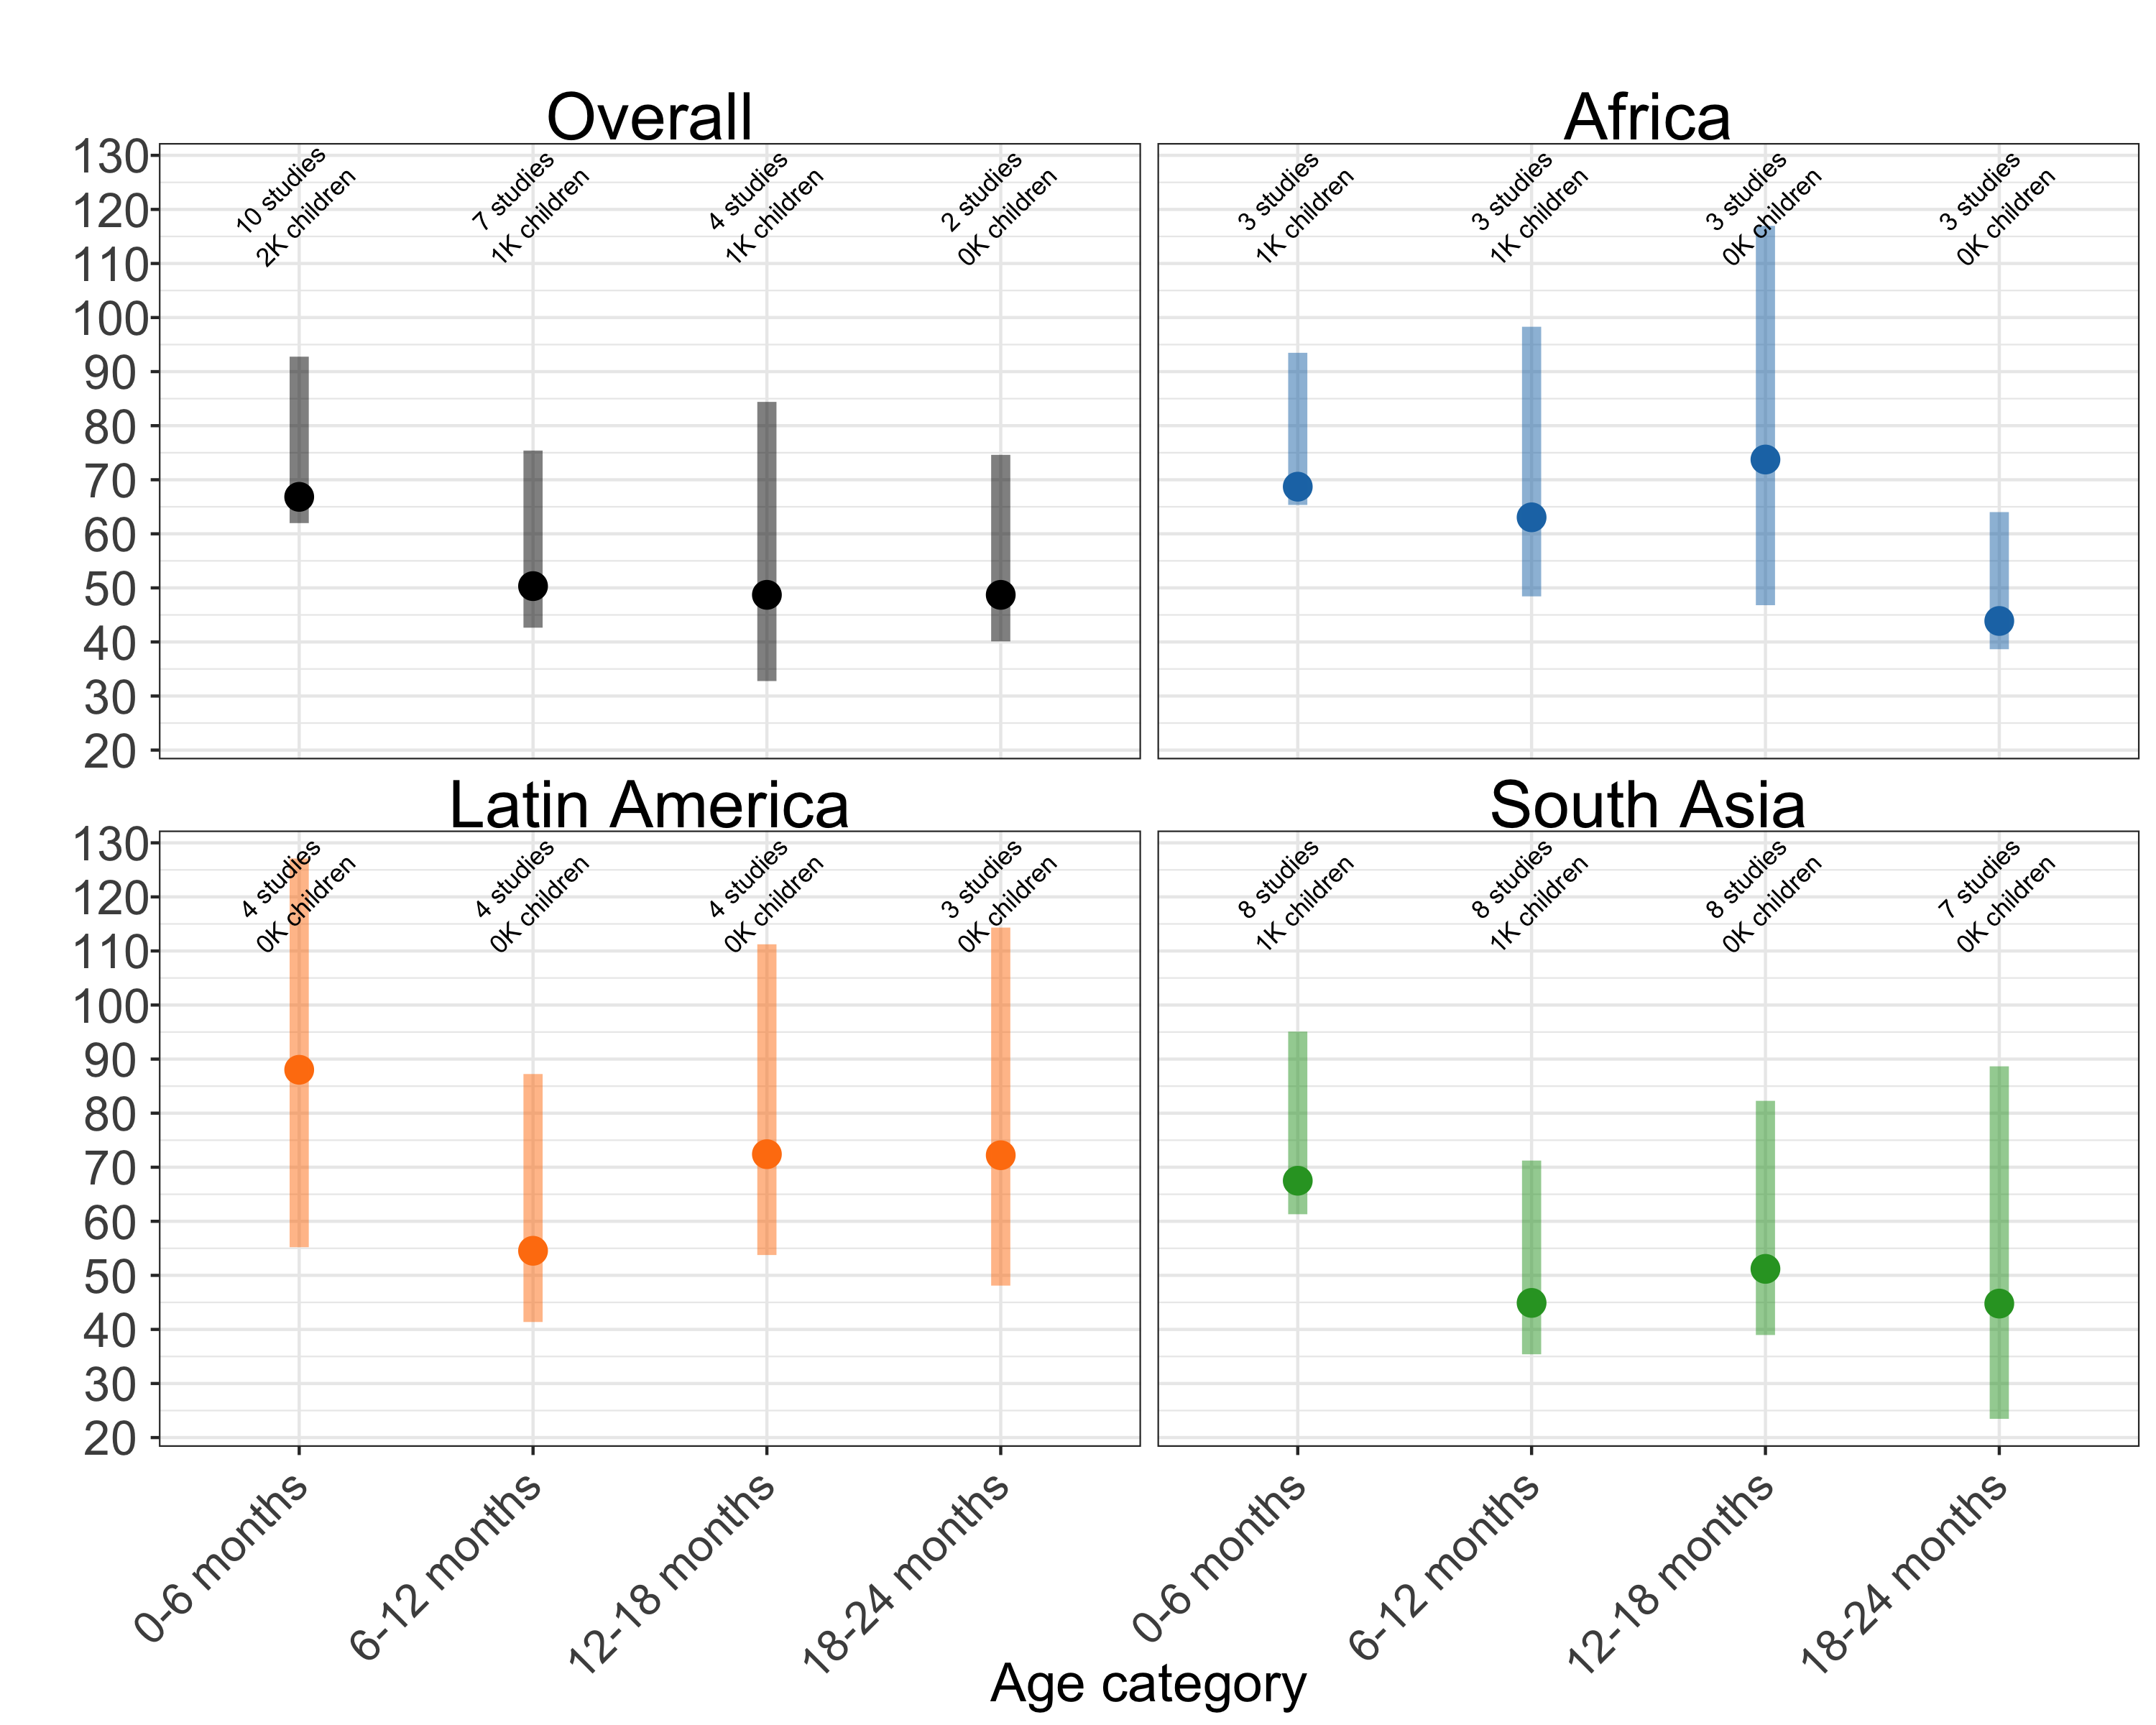 Overall
Africa
130
120
110
100
90
80
70
60
50
40
30
20
10 studies
2K children
7 studies
1K children
4 studies
1K children
2 studies
0K children
3 studies
1K children
3 studies
1K children
3 studies
0K children
3 studies
0K children
Latin America
South Asia
130
120
110
100
90
80
70
60
50
40
30
20
4 studies
0K children
4 studies
0K children
4 studies
0K children
3 studies
0K children
8 studies
1K children
8 studies
1K children
8 studies
0K children
7 studies
0K children
0-6 months
6-12 months
12-18 months
18-24 months
0-6 months
6-12 months
12-18 months
18-24 months
Age category